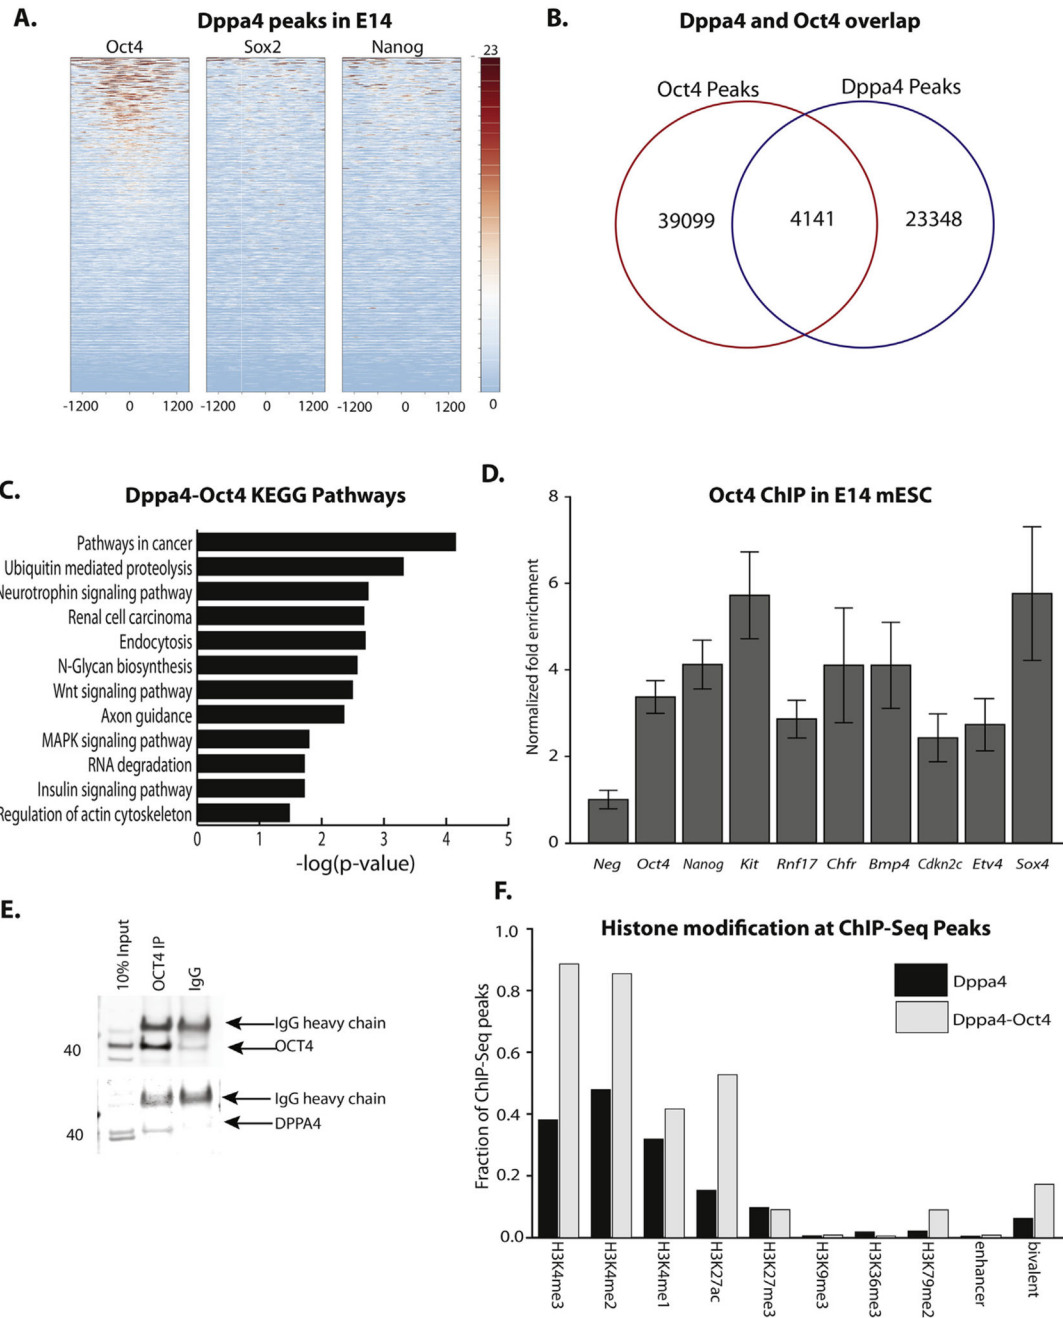 A.
Dppa4 peaks in E14
Oct4 Sox2 Nanog
23
0
-1200 0 1200 -1200 0 1200 -1200 0 1200
B.
Dppa4 and Oct4 overlap
Oct4 Peaks Dppa4 Peaks
39099 4141 23348
C.
Dppa4-Oct4 KEGG Pathways
Pathways in cancer
Ubiquitin mediated proteolysis
Neurotrophin signaling pathway
Renal cell carcinoma
Endocytosis
N-Glycan biosynthesis
Wnt signaling pathway
Axon guidance
MAPK signaling pathway
RNA degradation
Insulin signaling pathway
Regulation of actin cytoskeleton
0 1 2 3 4 5
-log(p-value)
D.
Oct4 ChIP in E14 mESC
Normalized fold enrichment
8
6
4
2
0
Neg Oct4 Nanog Kit Rnf17 Chfr Bmp4 Cdkn2c Etv4 Sox4
E.
10% Input
OCT4 IP
IgG
IgG heavy chain
40
OCT4
IgG heavy chain
DPPA4
40
F.
Histone modification at ChIP-Seq Peaks
Fraction of ChIP-Seq peaks
1.0
0.8
0.6
0.4
0.2
0.0
Dppa4
Dppa4-Oct4
H3K4me3
H3K4me2
H3K4me1
H3K27ac
H3K27me3
H3K9me3
H3K36me3
H3K79me2
enhancer
bivalent